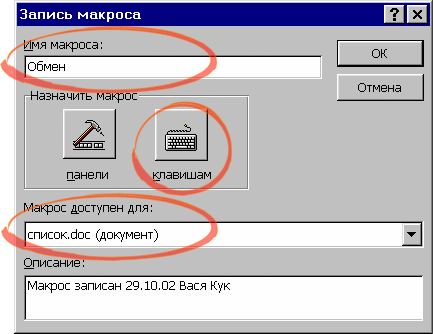 Запись макроса
Имя макроса:
Обмен
ОК
Отмена
Назначить макрос
панели
клавишам
Макрос доступен для:
список.doc (документ)
Описание:
Макрос записан 29.10.02 Вася Кук